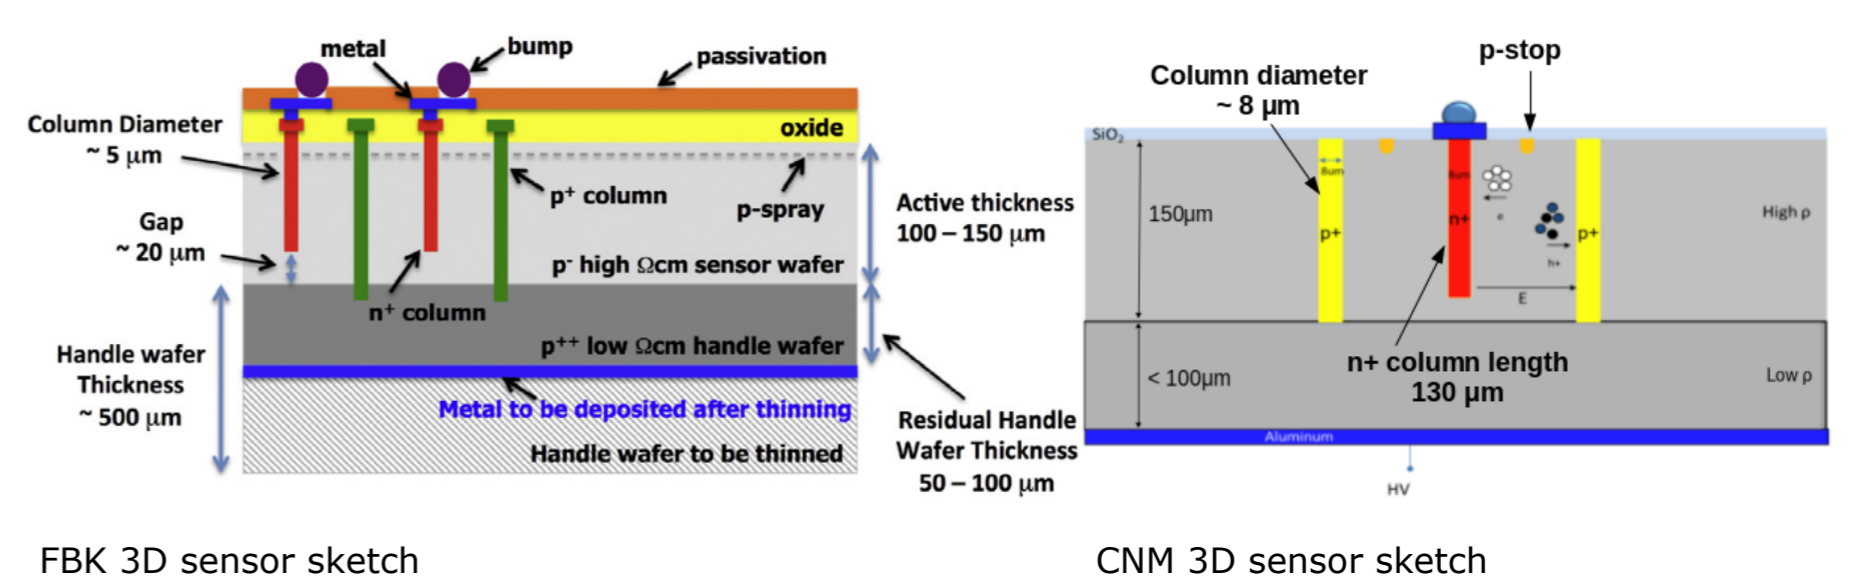 metal
bump
passivation
Column Diameter
~ 5 μm
oxide
p⁺ column
p-spray
Gap
~ 20 μm
Active thickness
100 – 150 μm
p⁻ high Ωcm sensor wafer
n⁺ column
p⁺⁺ low Ωcm handle wafer
Handle wafer
Thickness
~ 500 μm
Metal to be deposited after thinning
Handle wafer to be thinned
Residual Handle
Wafer Thickness
50 – 100 μm
FBK 3D sensor sketch
p-stop
Column diameter
~ 8 μm
SiO₂
8um
8um
150μm
n+
e
p+
p+
h+
High ρ
E
n+ column length
130 μm
< 100μm
Low ρ
Aluminum
HV
CNM 3D sensor sketch